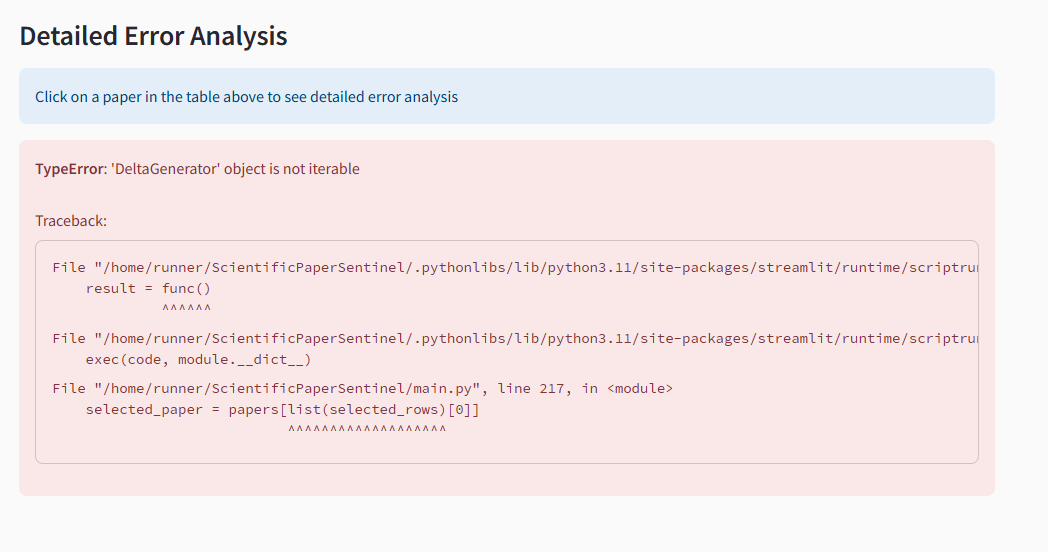 Detailed Error Analysis
Click on a paper in the table above to see detailed error analysis
TypeError: 'DeltaGenerator' object is not iterable
Traceback:
File "/home/runner/ScientificPaperSentinel/.pythonlibs/lib/python3.11/site-packages/streamlit/runtime/scriptru
result = func()
^^^^^^
File "/home/runner/ScientificPaperSentinel/.pythonlibs/lib/python3.11/site-packages/streamlit/runtime/scriptru
exec(code, module.__dict__)
File "/home/runner/ScientificPaperSentinel/main.py", line 217, in <module>
selected_paper = papers[list(selected_rows)[0]]
^^^^^^^^^^^^^^^^^^^